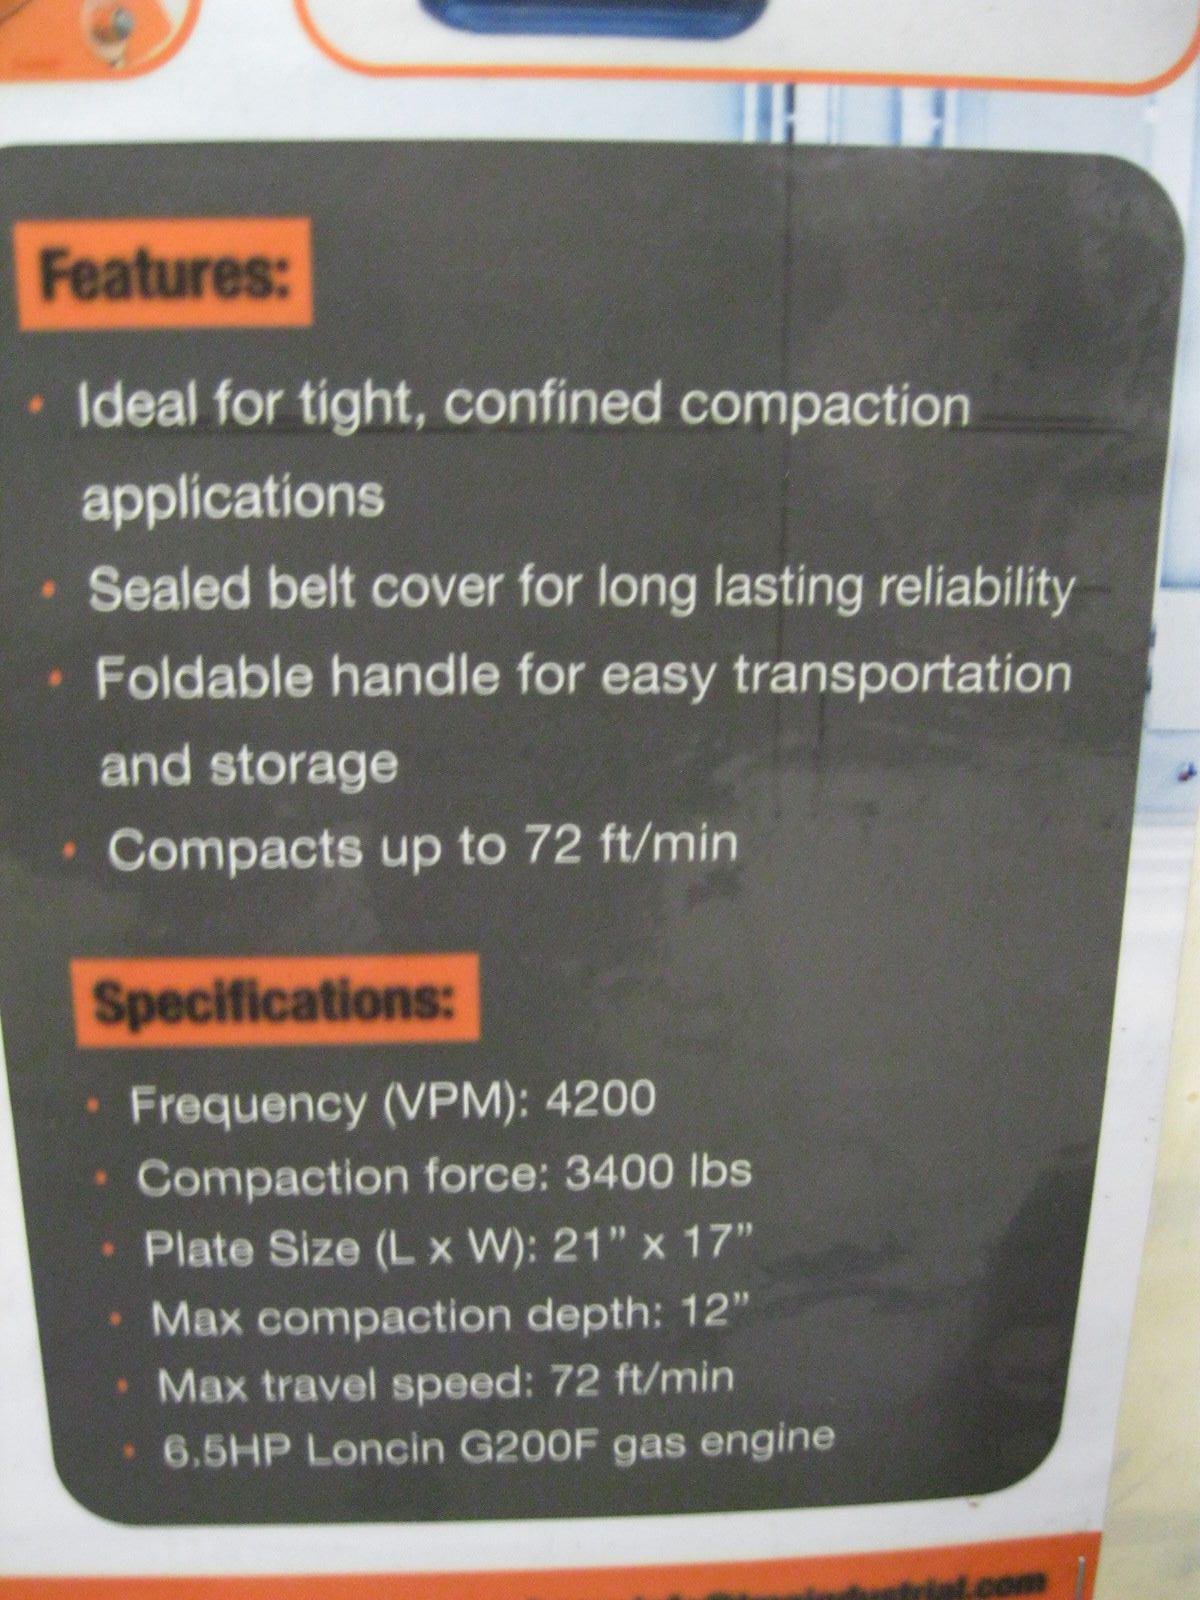 Features:
• Ideal for tight, confined compaction
applications
• Sealed belt cover for long lasting reliability
• Foldable handle for easy transportation
and storage
• Compacts up to 72 ft/min
Specifications:
• Frequency (VPM): 4200
• Compaction force: 3400 lbs
• Plate Size (L x W): 21” x 17”
• Max compaction depth: 12”
• Max travel speed: 72 ft/min
• 6.5HP Loncin G200F gas engine